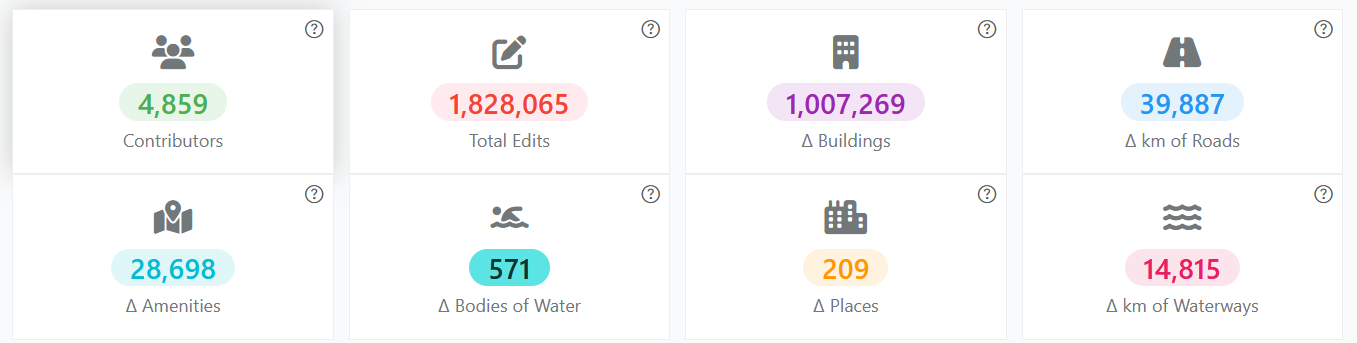 4,859
Contributors
1,828,065
Total Edits
1,007,269
Δ Buildings
39,887
Δ km of Roads
28,698
Δ Amenities
571
Δ Bodies of Water
209
Δ Places
14,815
Δ km of Waterways